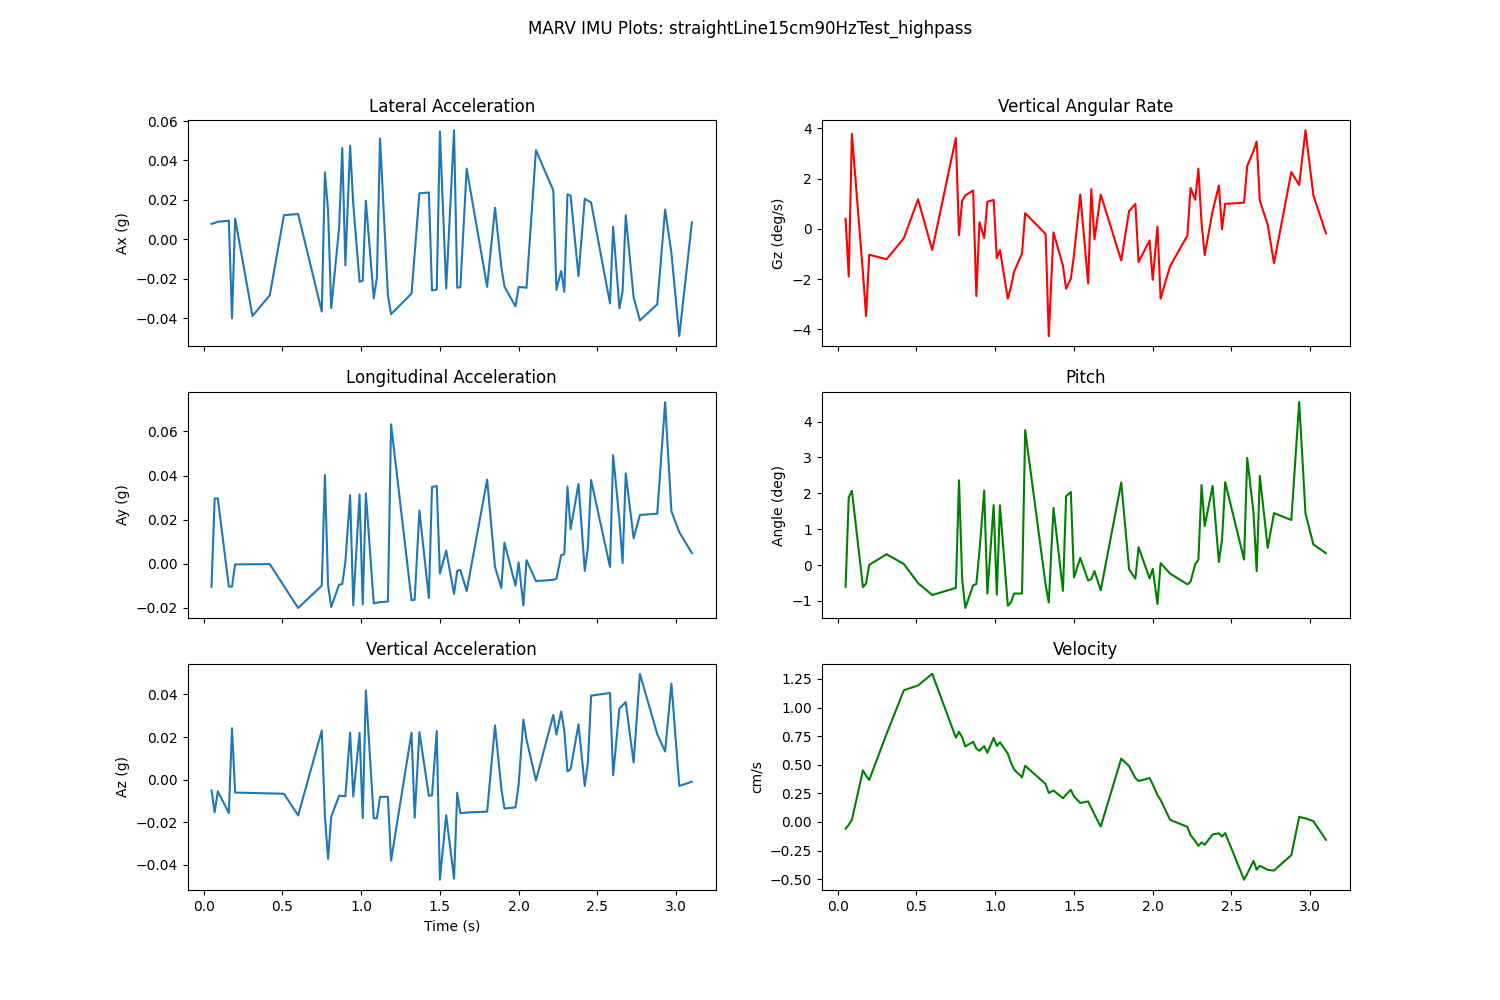 MARV IMU Plots: straightLine15cm90HzTest_highpass
Lateral Acceleration
Ax (g)
0.06
0.04
0.02
0.00
−0.02
−0.04
Vertical Angular Rate
Gz (deg/s)
4
2
0
−2
−4
Longitudinal Acceleration
Ay (g)
0.06
0.04
0.02
0.00
−0.02
Pitch
Angle (deg)
4
3
2
1
0
−1
Vertical Acceleration
Az (g)
0.04
0.02
0.00
−0.02
−0.04
0.0 0.5 1.0 1.5 2.0 2.5 3.0
Time (s)
Velocity
cm/s
1.25
1.00
0.75
0.50
0.25
0.00
−0.25
−0.50
0.0 0.5 1.0 1.5 2.0 2.5 3.0